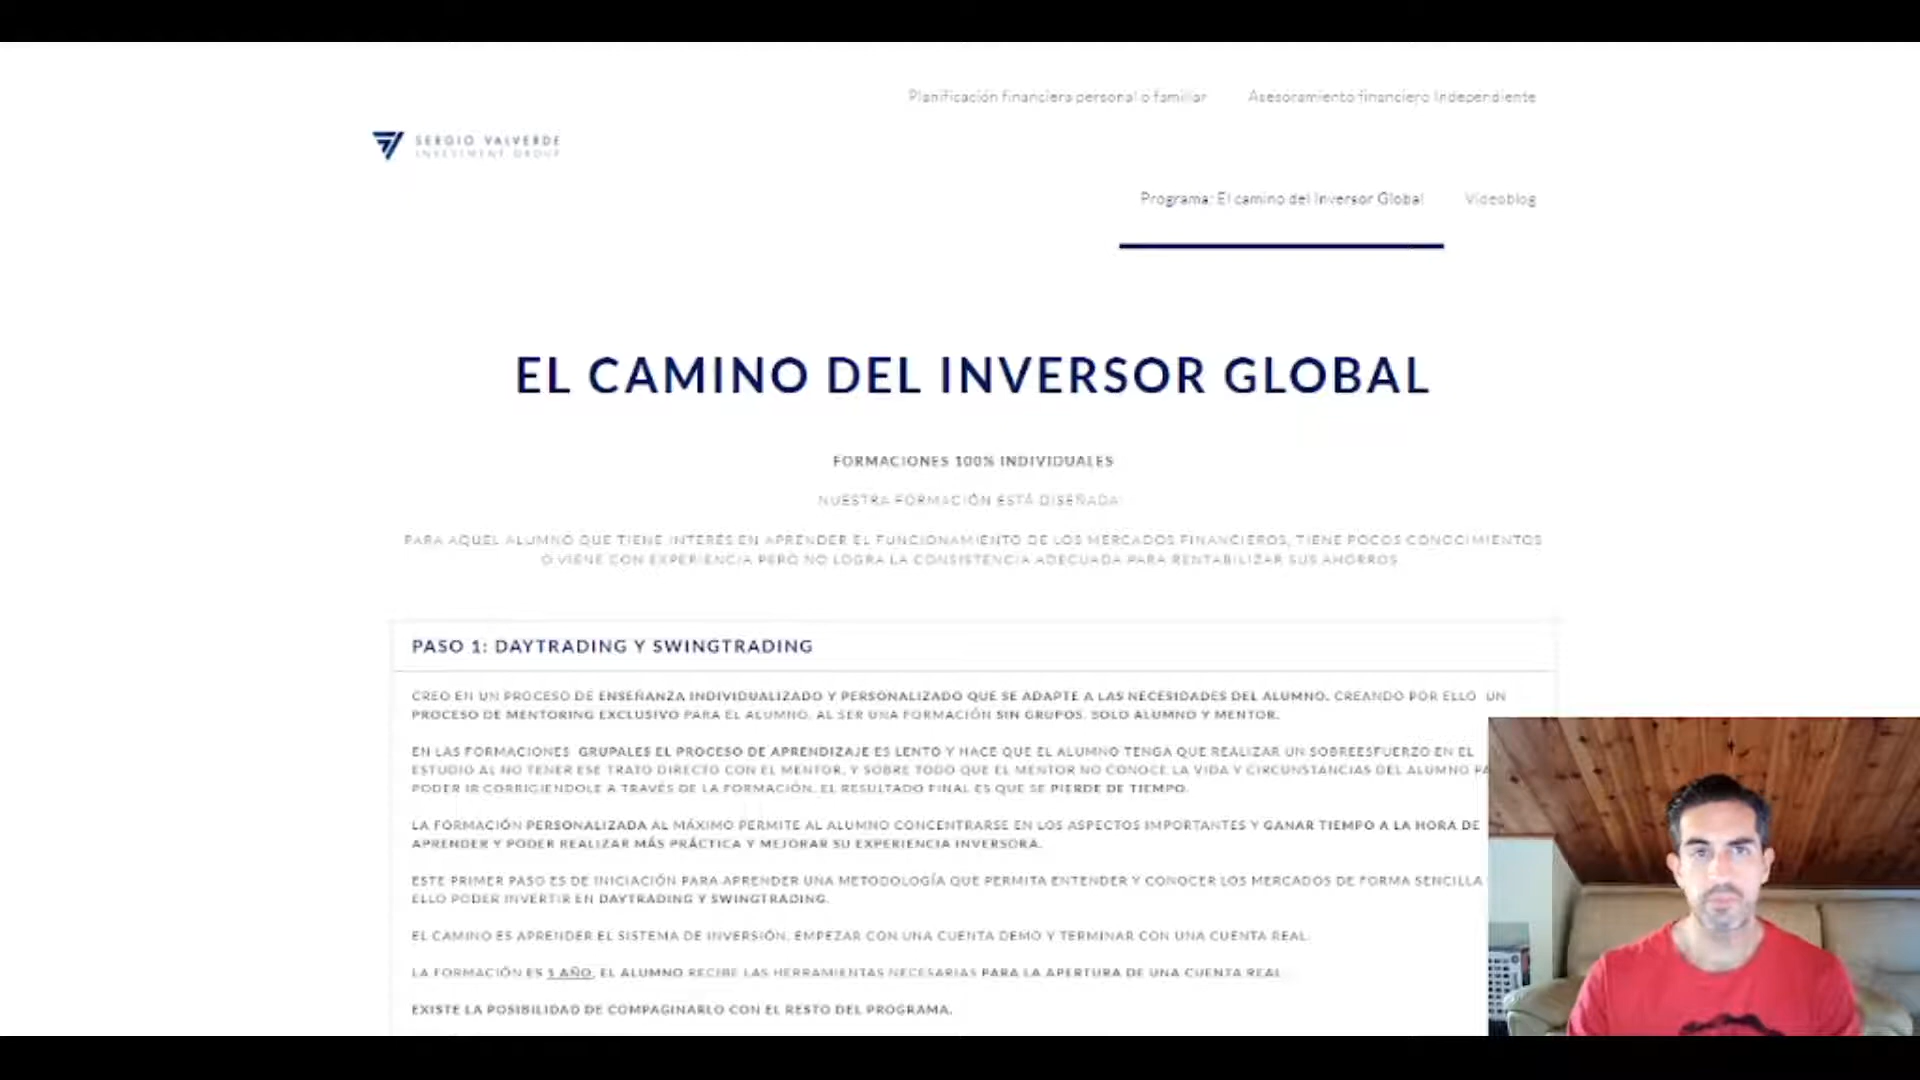 Planificación financiera personal o familiar
Asesoramiento financiero Independiente
SERGIO VALVERDE
INVESTMENT GROUP
Programa: El camino del Inversor Global
Videoblog
EL CAMINO DEL INVERSOR GLOBAL
FORMACIONES 100% INDIVIDUALES
NUESTRA FORMACIÓN ESTÁ DISEÑADA:
PARA AQUEL ALUMNO QUE TIENE INTERÉS EN APRENDER EL FUNCIONAMIENTO DE LOS MERCADOS FINANCIEROS, TIENE POCOS CONOCIMIENTOS
O VIENE CON EXPERIENCIA PERO NO LOGRA LA CONSISTENCIA ADECUADA PARA RENTABILIZAR SUS AHORROS
PASO 1: DAYTRADING Y SWINGTRADING
CREO EN UN PROCESO DE ENSEÑANZA INDIVIDUALIZADO Y PERSONALIZADO QUE SE ADAPTE A LAS NECESIDADES DEL ALUMNO. CREANDO POR ELLO UN
PROCESO DE MENTORING EXCLUSIVO PARA EL ALUMNO, AL SER UNA FORMACIÓN SIN GRUPOS. SOLO ALUMNO Y MENTOR.
EN LAS FORMACIONES GRUPALES EL PROCESO DE APRENDIZAJE ES LENTO Y HACE QUE EL ALUMNO TENGA QUE REALIZAR UN SOBREESFUERZO EN EL
ESTUDIO AL NO TENER ESE TRATO DIRECTO CON EL MENTOR, Y SOBRE TODO QUE EL MENTOR NO CONOCE LA VIDA Y CIRCUNSTANCIAS DEL ALUMNO PA
PODER IR CORRIGIENDOLE A TRAVÉS DE LA FORMACIÓN. EL RESULTADO FINAL ES QUE SE PIERDE DE TIEMPO.
LA FORMACIÓN PERSONALIZADA AL MÁXIMO PERMITE AL ALUMNO CONCENTRARSE EN LOS ASPECTOS IMPORTANTES Y GANAR TIEMPO A LA HORA DE
APRENDER Y PODER REALIZAR MÁS PRÁCTICA Y MEJORAR SU EXPERIENCIA INVERSORA.
ESTE PRIMER PASO ES DE INICIACIÓN PARA APRENDER UNA METODOLOGÍA QUE PERMITA ENTENDER Y CONOCER LOS MERCADOS DE FORMA SENCILLA
ELLO PODER INVERTIR EN DAYTRADING Y SWINGTRADING.
EL CAMINO ES APRENDER EL SISTEMA DE INVERSIÓN, EMPEZAR CON UNA CUENTA DEMO Y TERMINAR CON UNA CUENTA REAL.
LA FORMACIÓN ES 1 AÑO, EL ALUMNO RECIBE LAS HERRAMIENTAS NECESARIAS PARA LA APERTURA DE UNA CUENTA REAL
EXISTE LA POSIBILIDAD DE COMPAGINARLO CON EL RESTO DEL PROGRAMA.